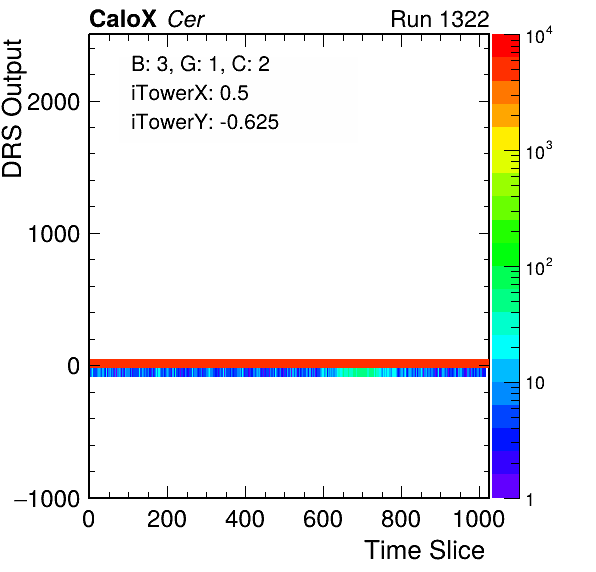 CaloX Cer Run 1322
B: 3, G: 1, C: 2
iTowerX: 0.5
iTowerY: -0.625
DRS Output
2000
1000
0
−1000
0 200 400 600 800 1000
Time Slice
10⁴
10³
10²
10
1